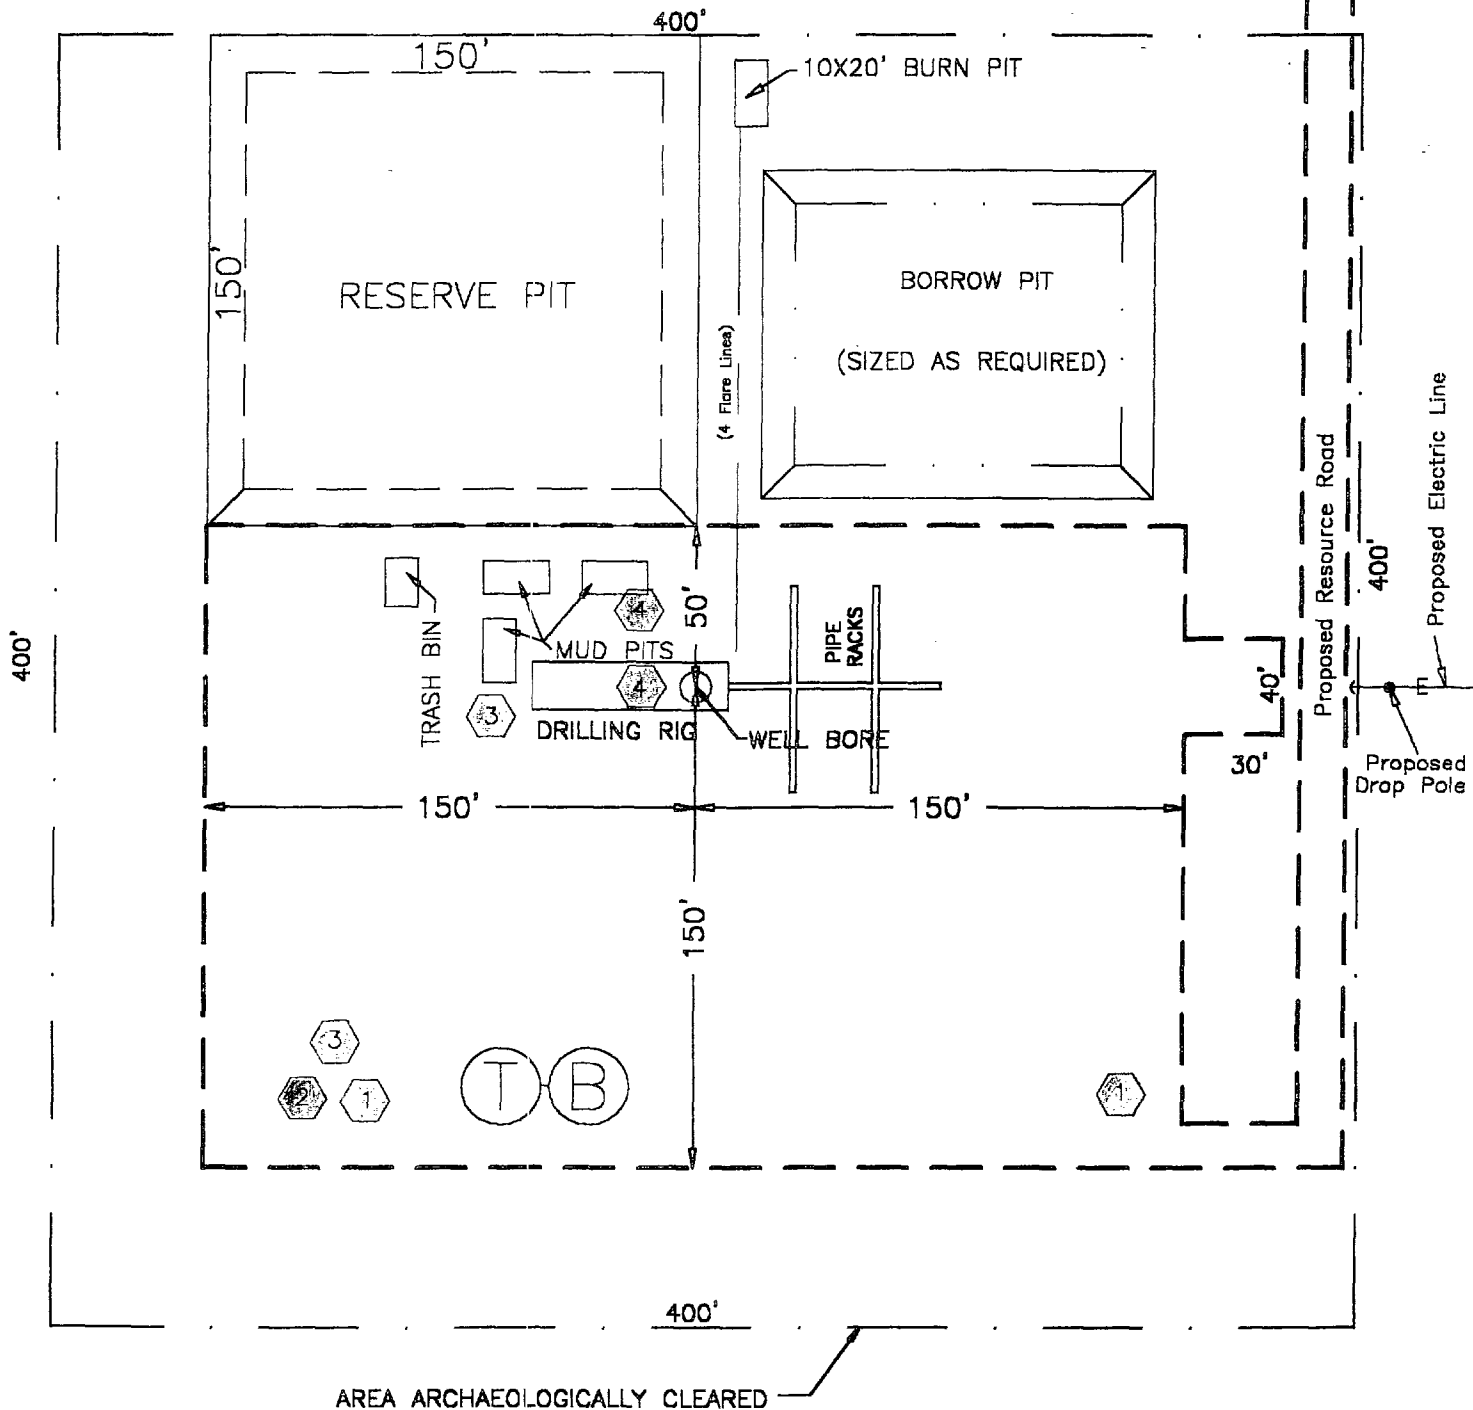 400'
150'
10X20' BURN PIT
150'
RESERVE PIT
BORROW PIT
(SIZED AS REQUIRED)
(4 Flare Lines)
Proposed Resource Road
400'
Proposed Electric Line
400'
TRASH BIN
MUD PITS
4
50'
PIPE
RACKS
4
3
DRILLING RIG
WELL BORE
40'
30'
E
Proposed
Drop Pole
150'
150'
150'
3
2
1
T
B
1
400'
AREA ARCHAEOLOGICALLY CLEARED